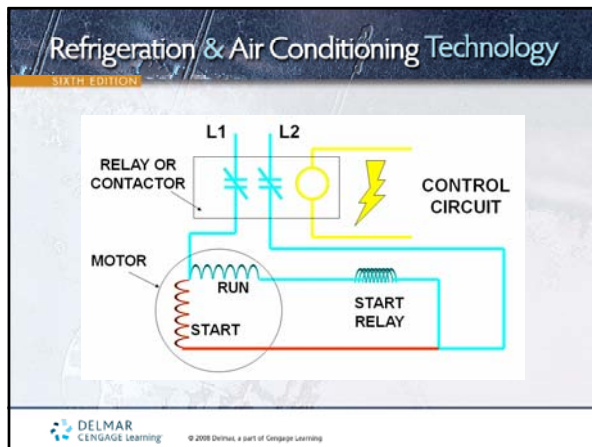 Refrigeration & Air Conditioning Technology
SIXTH EDITION
L1 L2
RELAY OR
CONTACTOR
CONTROL
CIRCUIT
MOTOR
RUN
START
RELAY
START
DELMAR
CENGAGE Learning
© 2008 Delmar, a part of Cengage Learning